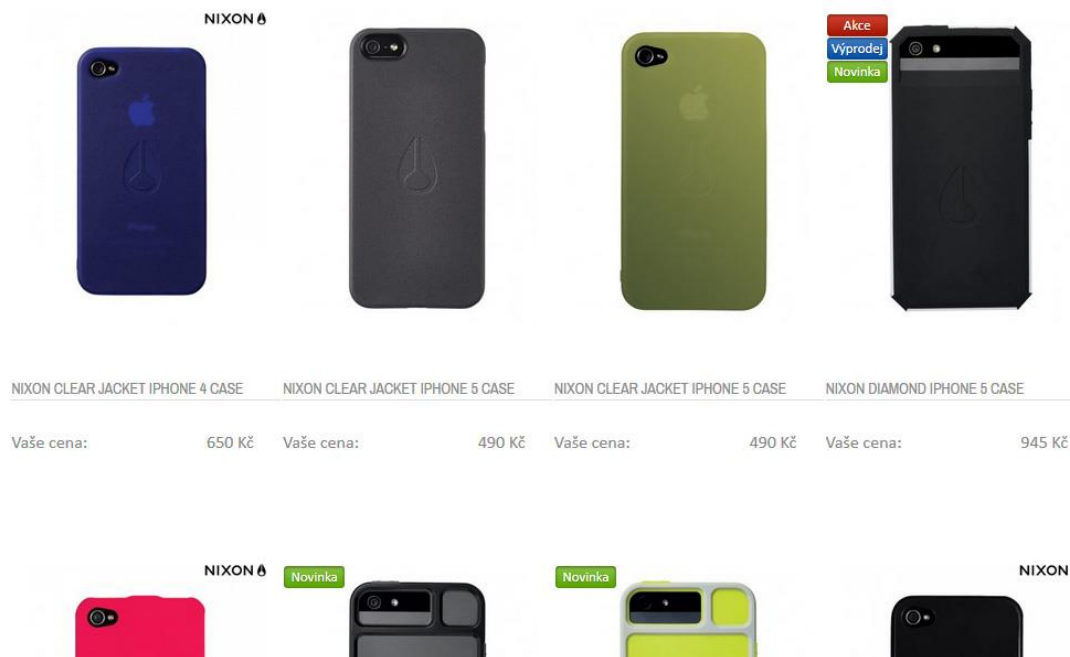 NIXON
Akce
Výprodej
Novinka
NIXON CLEAR JACKET IPHONE 4 CASE
NIXON CLEAR JACKET IPHONE 5 CASE
NIXON CLEAR JACKET IPHONE 5 CASE
NIXON DIAMOND IPHONE 5 CASE
Vaše cena: 650 Kč
Vaše cena: 490 Kč
Vaše cena: 490 Kč
Vaše cena: 945 Kč
NIXON
Novinka
Novinka
NIXON